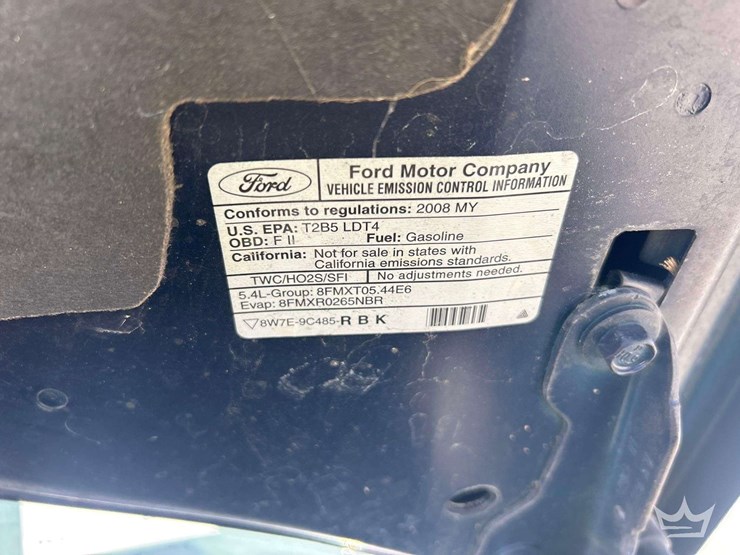 Ford
Ford Motor Company
VEHICLE EMISSION CONTROL INFORMATION
Conforms to regulations: 2008 MY
U.S. EPA: T2B5 LDT4
OBD: F II Fuel: Gasoline
California: Not for sale in states with
California emissions standards.
TWC/HO2S/SFI No adjustments needed.
5.4L-Group: 8FMXT05.44E6
Evap: 8FMXR0265NBR
8W7E-9C485-R B K